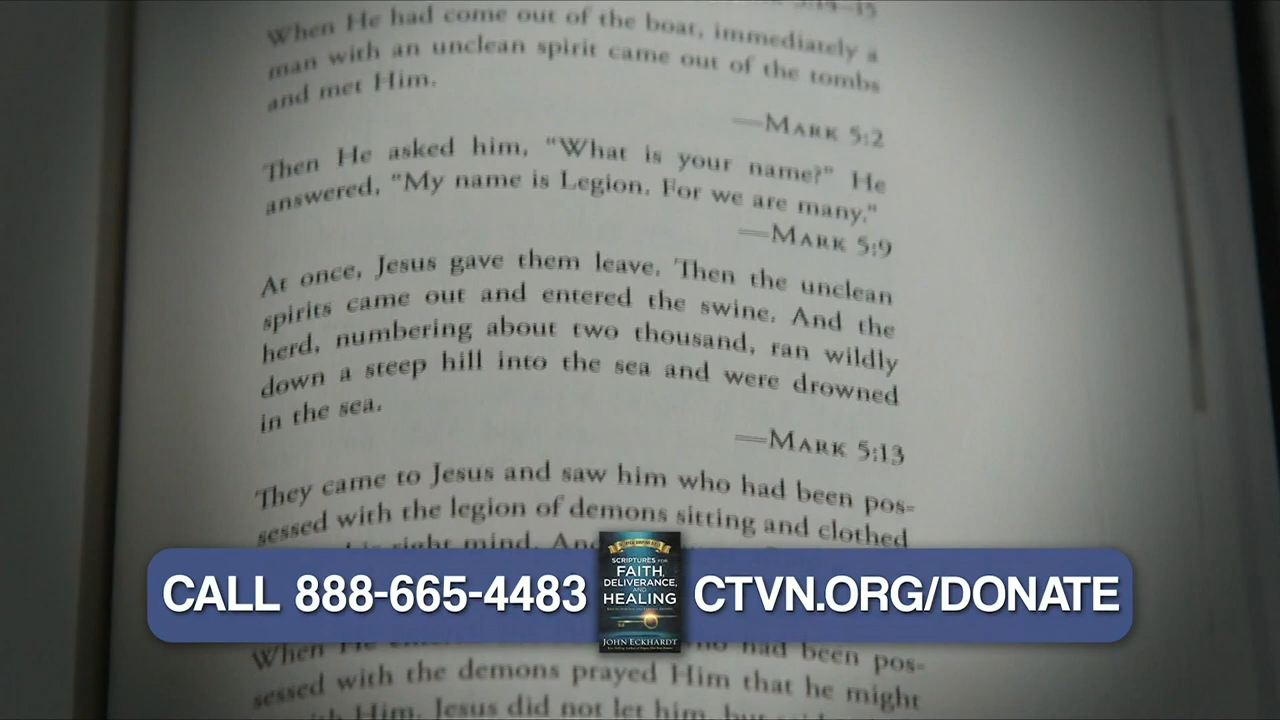 When He had come out of the boat, immediately a
man with an unclean spirit came out of the tombs
and met Him.
—MARK 5:2
Then He asked him, “What is your name?” He
answered, “My name is Legion. For we are many.”
—MARK 5:9
At once, Jesus gave them leave. Then the unclean
spirits came out and entered the swine. And the
herd, numbering about two thousand, ran wildly
down a steep hill into the sea and were drowned
in the sea.
—MARK 5:13
They came to Jesus and saw him who had been pos-
sessed with the legion of demons sitting and clothed
right mind. And
CALL 888-665-4483
SCRIPTURES FOR
FAITH,
DELIVERANCE,
AND
HEALING
JOHN ECKHARDT
CTVN.ORG/DONATE
When He had been pos-
sessed with the demons prayed Him that he might
Him. Jesus did not let him, but